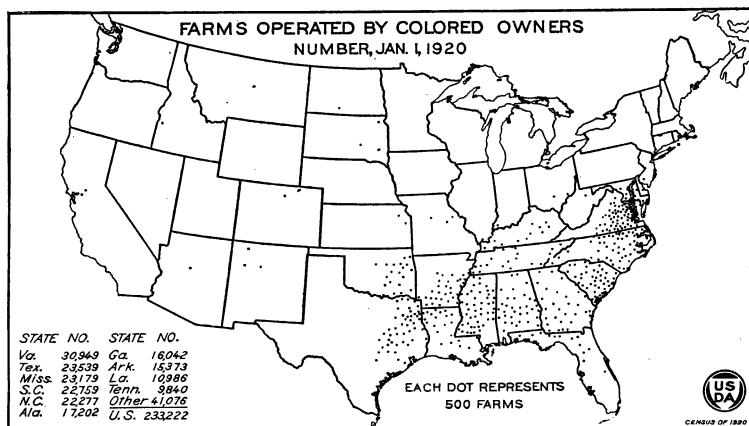 FARMS OPERATED BY COLORED OWNERS
NUMBER, JAN. 1, 1920
STATE NO. STATE NO.
Va. 30,949 Ga. 16,042
Tex. 23,539 Ark. 15,373
Miss. 23,179 La. 10,986
S.C. 22,759 Tenn. 9,840
N.C. 22,277 Other 41,076
Ala. 17,202 U.S. 233,222
EACH DOT REPRESENTS
500 FARMS
US
DA
CENSUS OF 1920